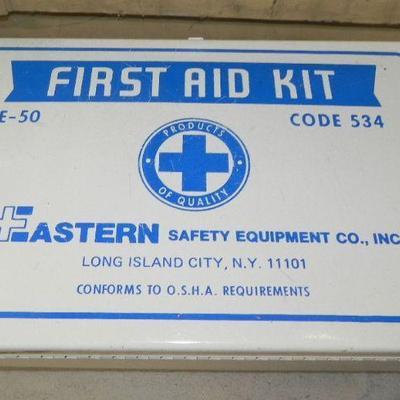 FIRST AID KIT
E-50
CODE 534
PRODUCTS
OF QUALITY
EASTERN SAFETY EQUIPMENT CO., INC
LONG ISLAND CITY, N.Y. 11101
CONFORMS TO O.S.H.A. REQUIREMENTS